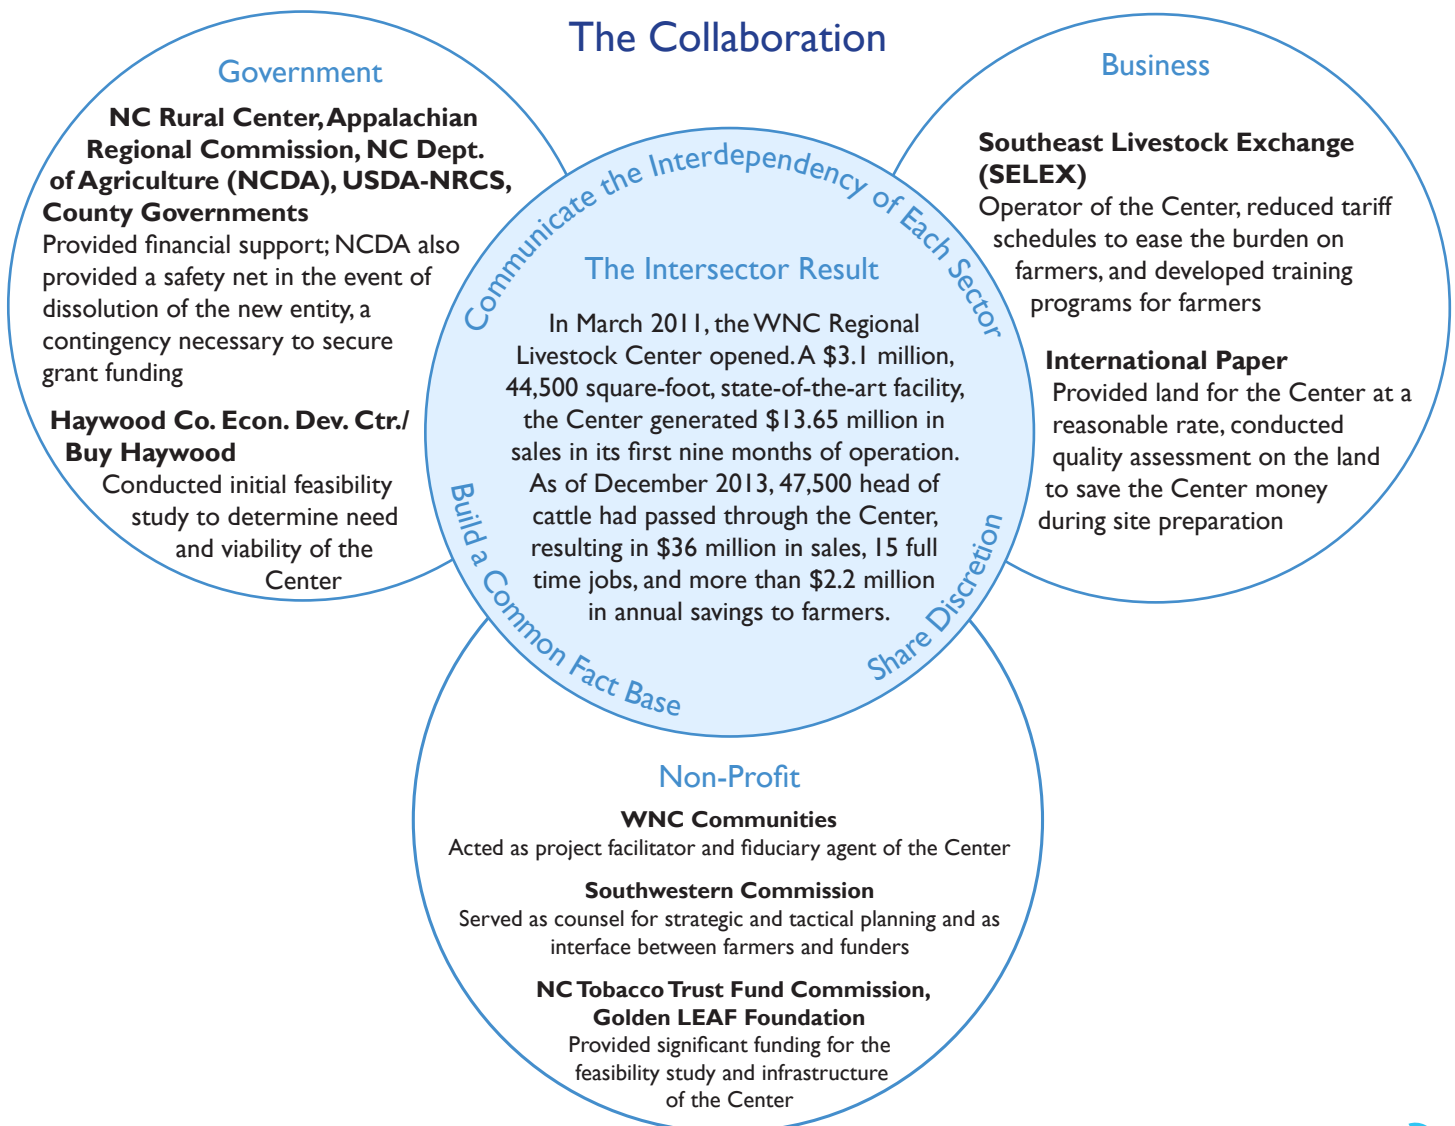 The Collaboration
Government
NC Rural Center, Appalachian
Regional Commission, NC Dept.
of Agriculture (NCDA), USDA-NRCS,
County Governments
Provided financial support; NCDA also
provided a safety net in the event of
dissolution of the new entity, a
contingency necessary to secure
grant funding
Haywood Co. Econ. Dev. Ctr./
Buy Haywood
Conducted initial feasibility
study to determine need
and viability of the
Center
Communicate the Interdependency of Each Sector
The Intersector Result
In March 2011, the WNC Regional
Livestock Center opened. A $3.1 million,
44,500 square-foot, state-of-the-art facility,
the Center generated $13.65 million in
sales in its first nine months of operation.
As of December 2013, 47,500 head of
cattle had passed through the Center,
resulting in $36 million in sales, 15 full
time jobs, and more than $2.2 million
in annual savings to farmers.
Build a Common Fact Base
Share Discretion
Business
Southeast Livestock Exchange
(SELEX)
Operator of the Center, reduced tariff
schedules to ease the burden on
farmers, and developed training
programs for farmers
International Paper
Provided land for the Center at a
reasonable rate, conducted
quality assessment on the land
to save the Center money
during site preparation
Non-Profit
WNC Communities
Acted as project facilitator and fiduciary agent of the Center
Southwestern Commission
Served as counsel for strategic and tactical planning and as
interface between farmers and funders
NC Tobacco Trust Fund Commission,
Golden LEAF Foundation
Provided significant funding for the
feasibility study and infrastructure
of the Center